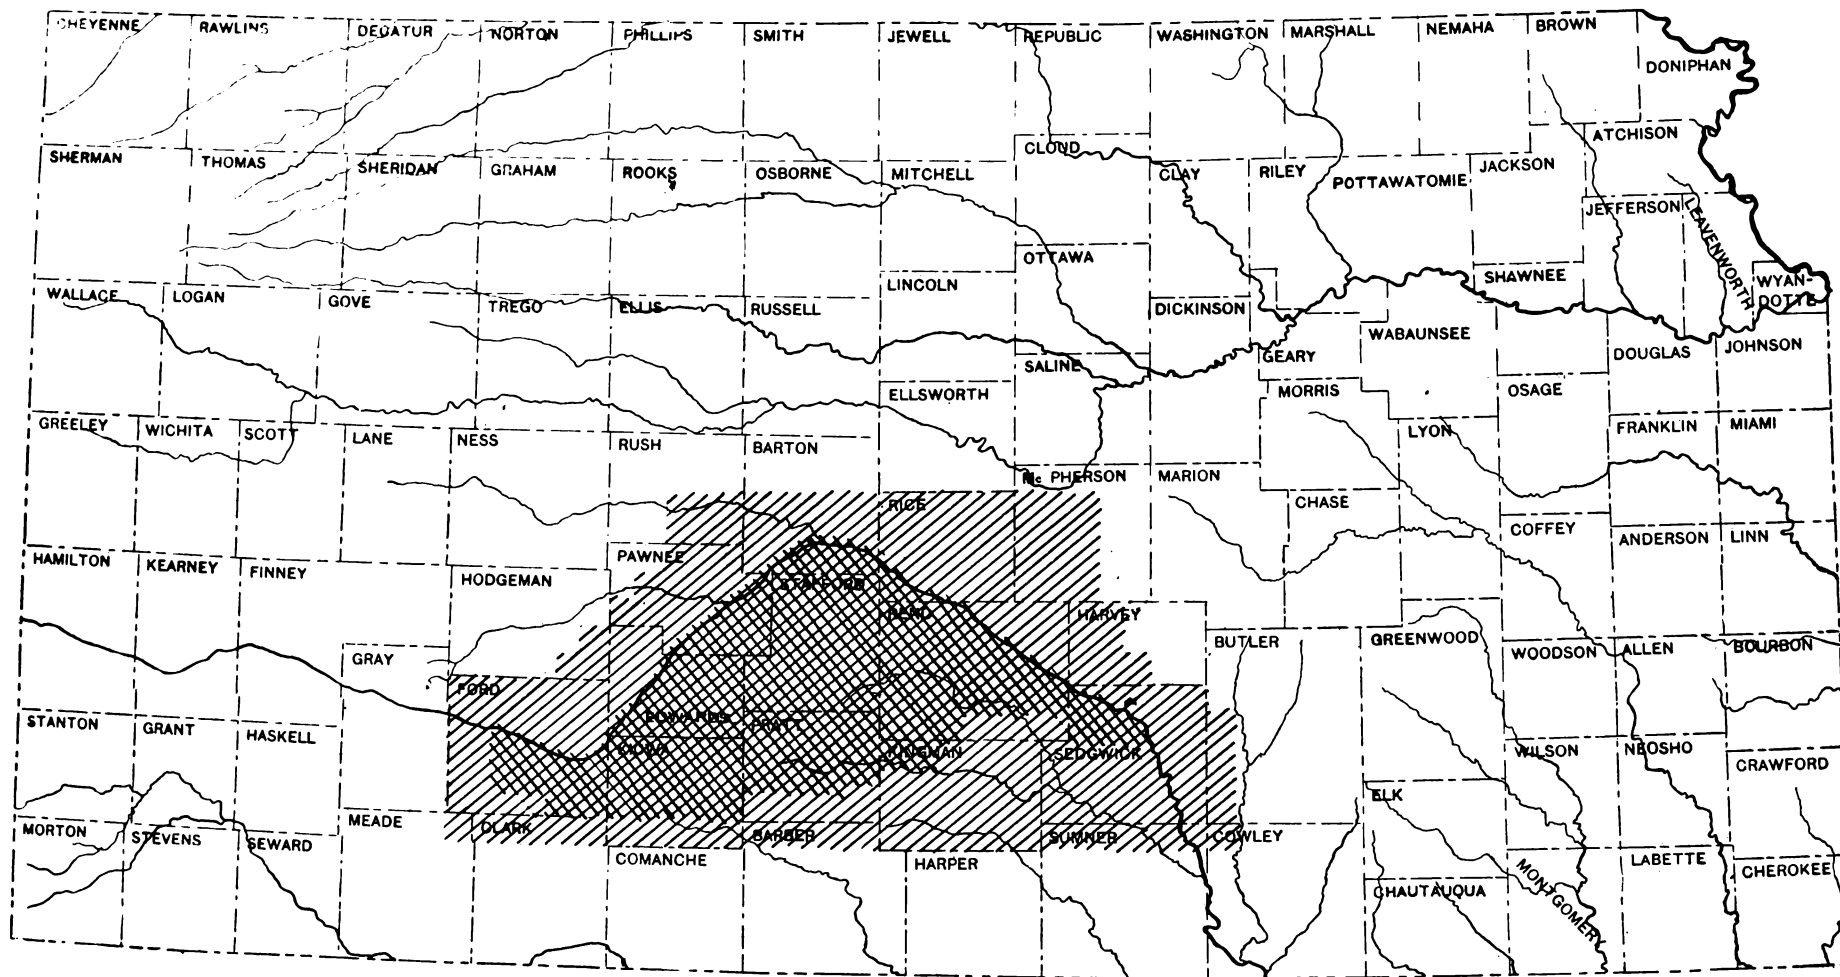 CHEYENNE
RAWLINS
DECATUR
NORTON
PHILLIPS
SMITH
JEWELL
REPUBLIC
WASHINGTON
MARSHALL
NEMAHA
BROWN
DONIPHAN
SHERMAN
THOMAS
SHERIDAN
GRAHAM
ROOKS
OSBORNE
MITCHELL
CLOUD
CLAY
RILEY
POTTAWATOMIE
JACKSON
ATCHISON
JEFFERSON
LEAVENWORTH
WYAN-
DOTTE
WALLACE
LOGAN
GOVE
TREGO
ELLIS
RUSSELL
LINCOLN
OTTAWA
DICKINSON
GEARY
WABAUNSEE
SHAWNEE
DOUGLAS
JOHNSON
GREELEY
WICHITA
SCOTT
LANE
NESS
RUSH
BARTON
ELLSWORTH
SALINE
MORRIS
LYON
OSAGE
FRANKLIN
MIAMI
Mc PHERSON
MARION
CHASE
RICE
COFFEY
ANDERSON
LINN
HAMILTON
KEARNEY
FINNEY
HODGEMAN
PAWNEE
STAFFORD
RENO
HARVEY
BUTLER
GREENWOOD
WOODSON
ALLEN
BOURBON
GRAY
FORD
EDWARDS
PRATT
KIOWA
KINGMAN
SEDGWICK
STANTON
GRANT
HASKELL
WILSON
NEOSHO
CRAWFORD
ELK
MORTON
STEVENS
SEWARD
MEADE
CLARK
COMANCHE
BARBER
HARPER
SUMNER
COWLEY
CHAUTAUQUA
MONTGOMERY
LABETTE
CHEROKEE